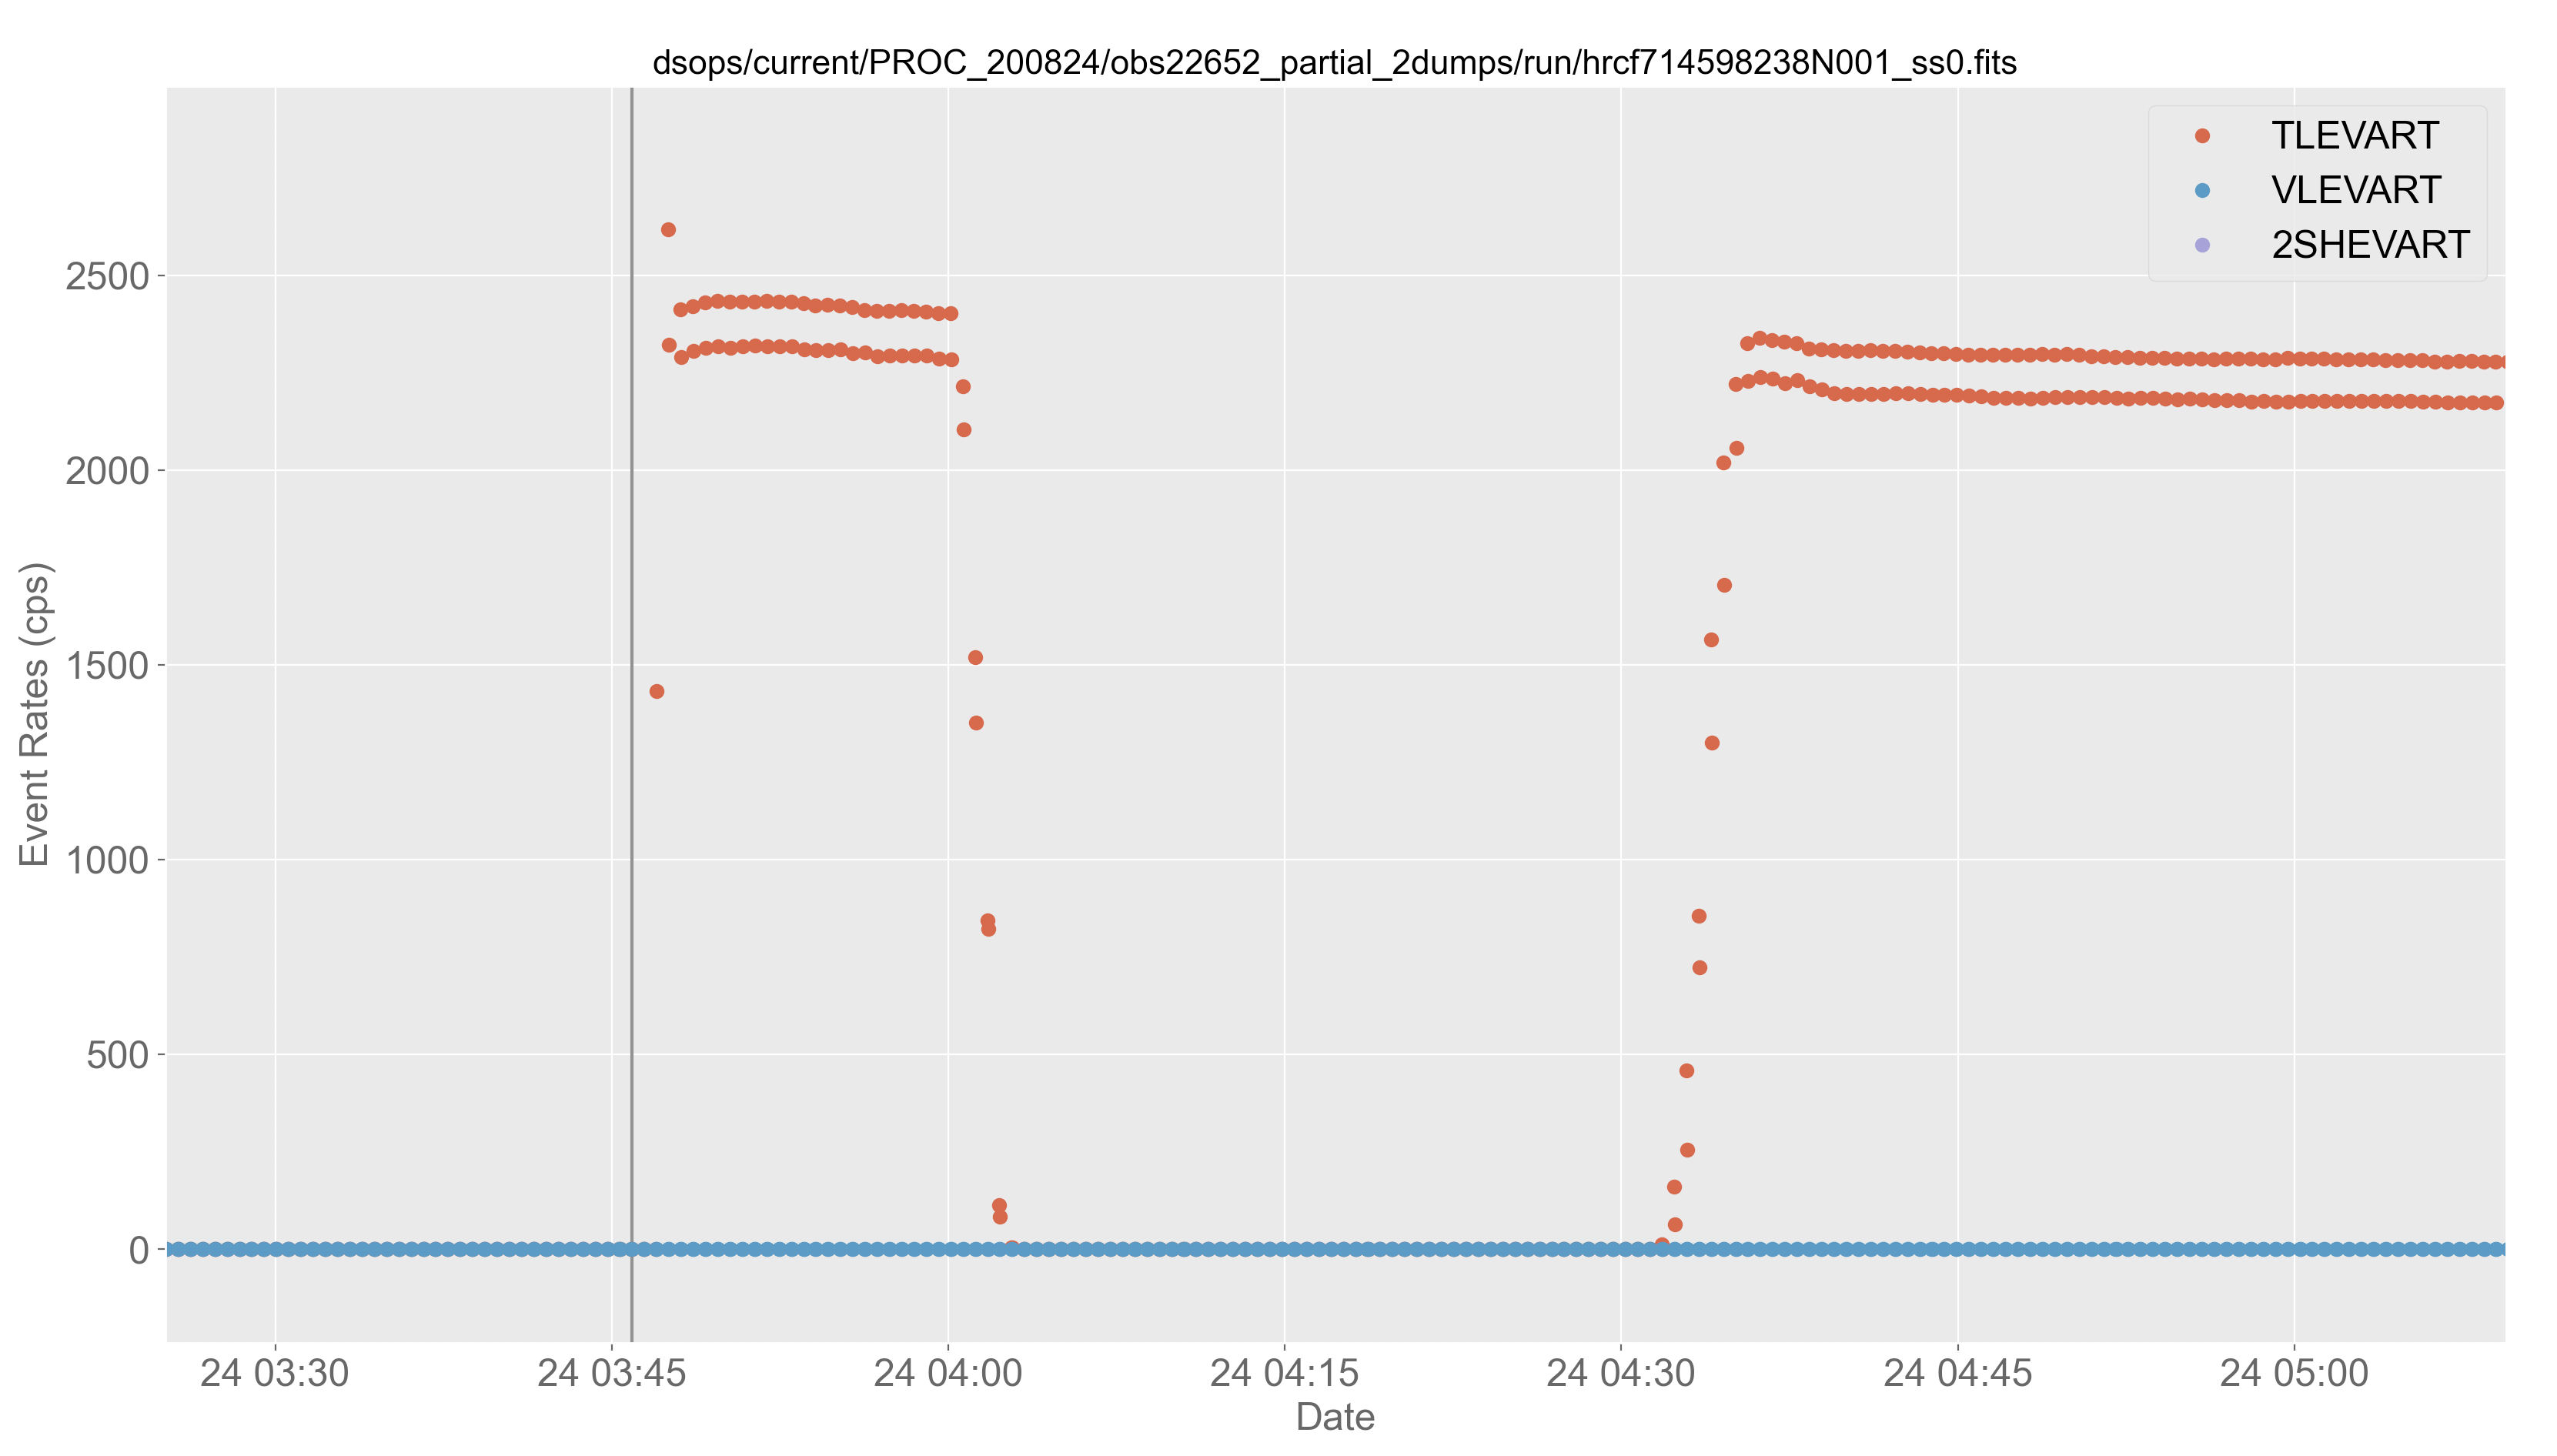 dsops/current/PROC_200824/obs22652_partial_2dumps/run/hrcf714598238N001_ss0.fits
TLEVART
VLEVART
2SHEVART
Event Rates (cps)
2500
2000
1500
1000
500
0
24 03:30
24 03:45
24 04:00
24 04:15
24 04:30
24 04:45
24 05:00
Date